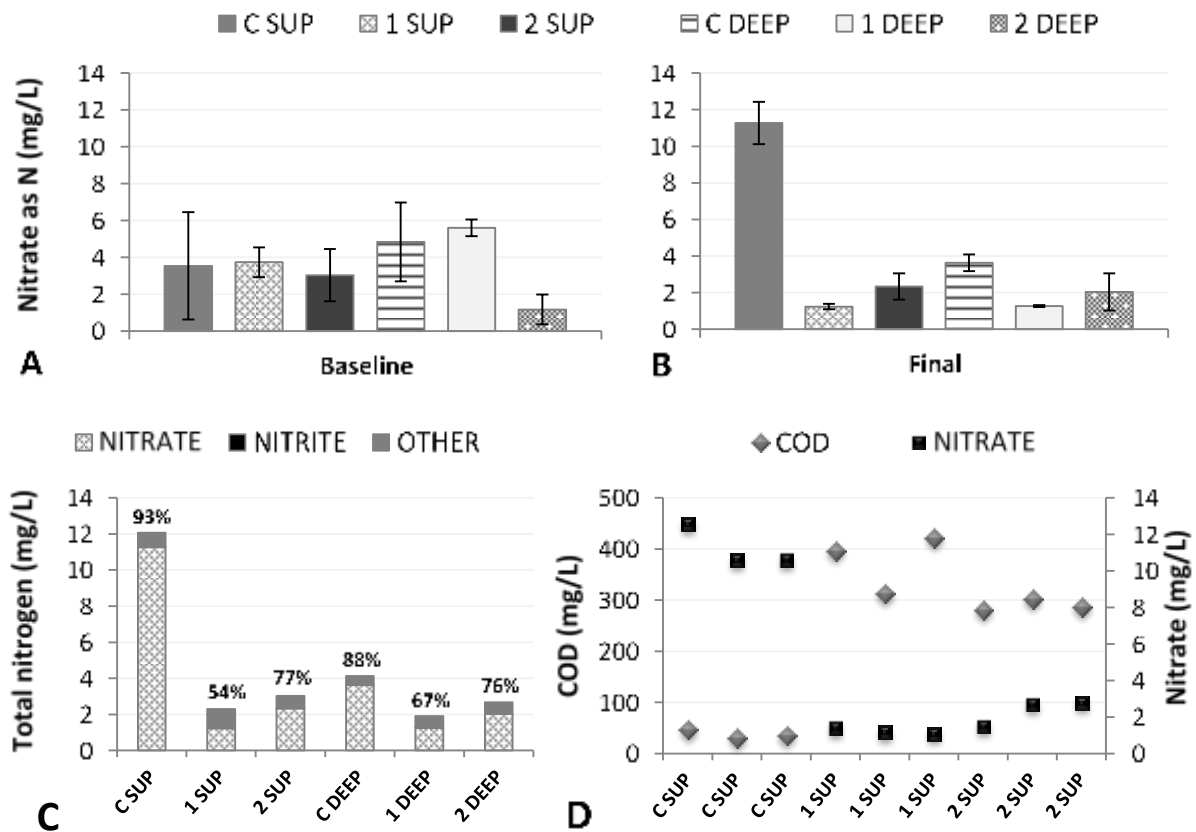 C SUP 1 SUP 2 SUP C DEEP 1 DEEP 2 DEEP
Nitrate as N (mg/L)
14
12
10
8
6
4
2
0
Baseline
A
14
12
10
8
6
4
2
0
Final
B
NITRATE NITRITE OTHER
Total nitrogen (mg/L)
14
12
10
8
6
4
2
0
93%
54%
77%
88%
67%
76%
C SUP
1 SUP
2 SUP
C DEEP
1 DEEP
2 DEEP
C
COD NITRATE
COD (mg/L)
500
400
300
200
100
0
14
12
10
8
6
4
2
0
Nitrate (mg/L)
C SUP
C SUP
C SUP
1 SUP
1 SUP
1 SUP
2 SUP
2 SUP
2 SUP
D